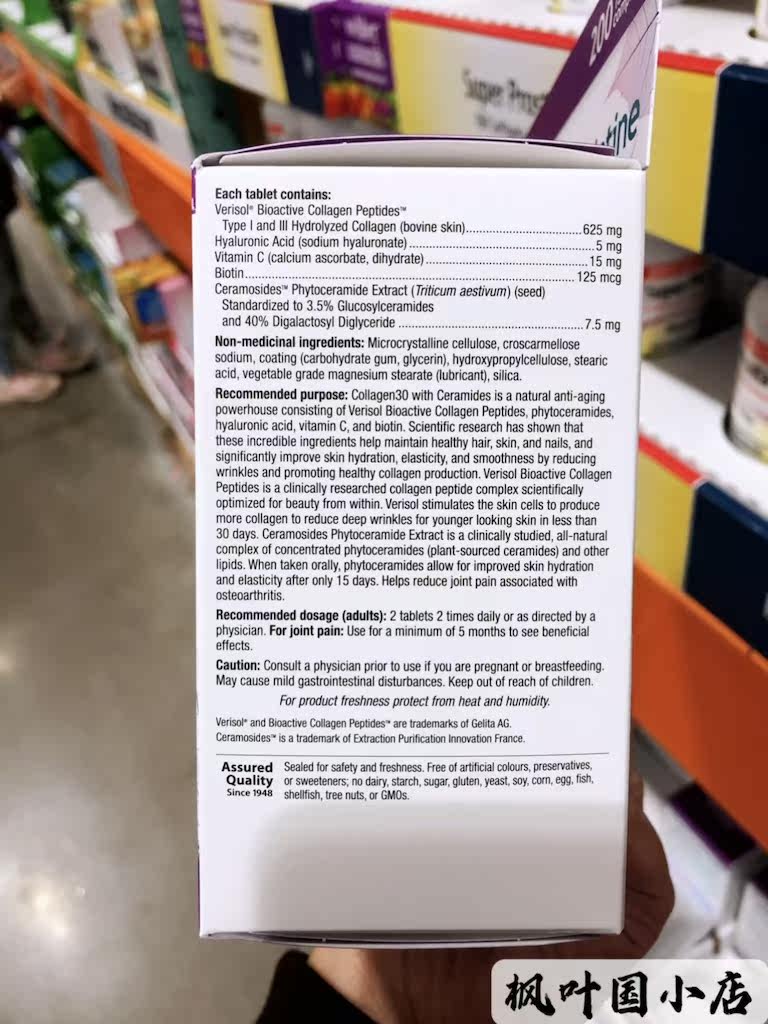 200
Super Prost
Each tablet contains:
Verisol® Bioactive Collagen Peptides™
Type I and III Hydrolyzed Collagen (bovine skin)................................625 mg
Hyaluronic Acid (sodium hyaluronate)....................................................5 mg
Vitamin C (calcium ascorbate, dihydrate)..............................................15 mg
Biotin..............................................................................................125 mcg
Ceramosides™ Phytoceramide Extract (Triticum aestivum) (seed)
Standardized to 3.5% Glucosylceramides
and 40% Digalactosyl Diglyceride ....................................................7.5 mg
Non-medicinal ingredients: Microcrystalline cellulose, croscarmellose
sodium, coating (carbohydrate gum, glycerin), hydroxypropylcellulose, stearic
acid, vegetable grade magnesium stearate (lubricant), silica.
Recommended purpose: Collagen30 with Ceramides is a natural anti-aging
powerhouse consisting of Verisol Bioactive Collagen Peptides, phytoceramides,
hyaluronic acid, vitamin C, and biotin. Scientific research has shown that
these incredible ingredients help maintain healthy hair, skin, and nails, and
significantly improve skin hydration, elasticity, and smoothness by reducing
wrinkles and promoting healthy collagen production. Verisol Bioactive Collagen
Peptides is a clinically researched collagen peptide complex scientifically
optimized for beauty from within. Verisol stimulates the skin cells to produce
more collagen to reduce deep wrinkles for younger looking skin in less than
30 days. Ceramosides Phytoceramide Extract is a clinically studied, all-natural
complex of concentrated phytoceramides (plant-sourced ceramides) and other
lipids. When taken orally, phytoceramides allow for improved skin hydration
and elasticity after only 15 days. Helps reduce joint pain associated with
osteoarthritis.
Recommended dosage (adults): 2 tablets 2 times daily or as directed by a
physician. For joint pain: Use for a minimum of 5 months to see beneficial
effects.
Caution: Consult a physician prior to use if you are pregnant or breastfeeding.
May cause mild gastrointestinal disturbances. Keep out of reach of children.
For product freshness protect from heat and humidity.
Verisol® and Bioactive Collagen Peptides™ are trademarks of Gelita AG.
Ceramosides™ is a trademark of Extraction Purification Innovation France.
Assured
Quality
Since 1948
Sealed for safety and freshness. Free of artificial colours, preservatives,
or sweeteners; no dairy, starch, sugar, gluten, yeast, soy, corn, egg, fish,
shellfish, tree nuts, or GMOs.
枫叶国小店